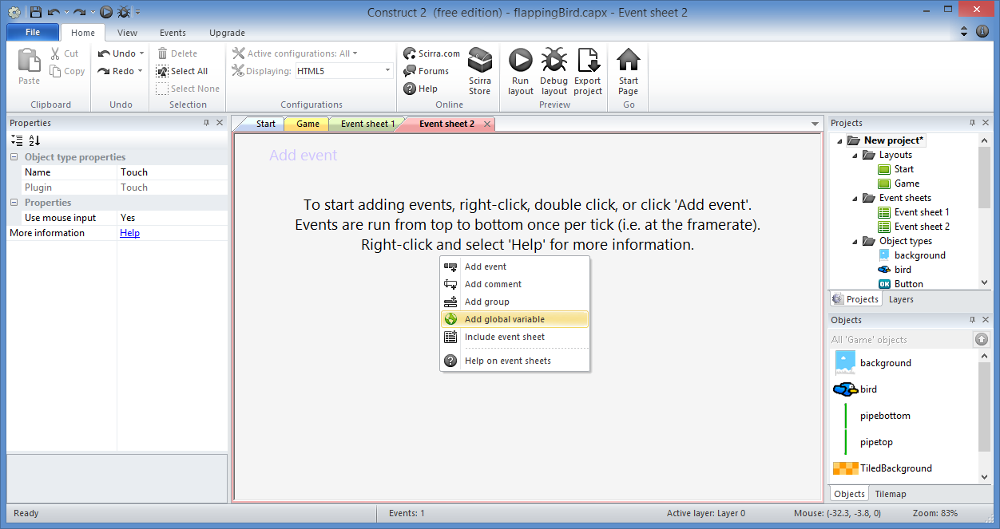 Construct 2 (free edition) - flappingBird.capx - Event sheet 2
File Home View Events Upgrade
Paste
Cut
Copy
Clipboard
Undo
Redo
Undo
Delete
Select All
Select None
Selection
Active configurations: All
Displaying: HTML5
Configurations
Scirra.com
Forums
Help
Scirra
Store
Online
Run
layout
Debug
layout
Export
project
Preview
Start
Page
Go
Properties
Object type properties
Name Touch
Plugin Touch
Properties
Use mouse input Yes
More information Help
Start Game Event sheet 1 Event sheet 2
Add event
To start adding events, right-click, double click, or click 'Add event'.
Events are run from top to bottom once per tick (i.e. at the framerate).
Right-click and select 'Help' for more information.
Add event
Add comment
Add group
Add global variable
Include event sheet
Help on event sheets
Projects
New project*
Layouts
Start
Game
Event sheets
Event sheet 1
Event sheet 2
Object types
background
bird
OK Button
Projects Layers
Objects
All 'Game' objects
background
bird
pipebottom
pipetop
TiledBackground
Objects Tilemap
Ready Events: 1 Active layer: Layer 0 Mouse: (-32.3, -3.8, 0) Zoom: 83%